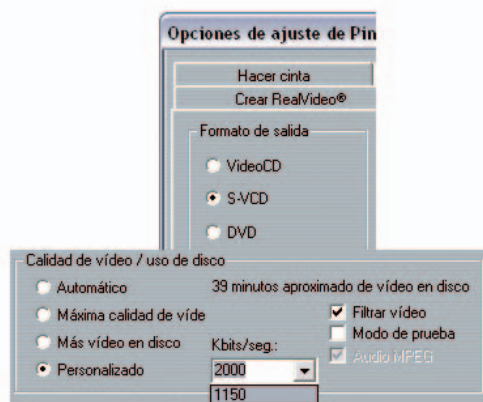 Opciones de ajuste de Pin
Hacer cinta
Crear RealVideo®
Formato de salida
VideoCD
S-VCD
DVD
Calidad de vídeo / uso de disco
Automático
39 minutos aproximado de vídeo en disco
Máxima calidad de víde
Filtrar vídeo
Más vídeo en disco
Kbits/seg.:
Modo de prueba
Personalizado
2000
Audio MPEG
1150